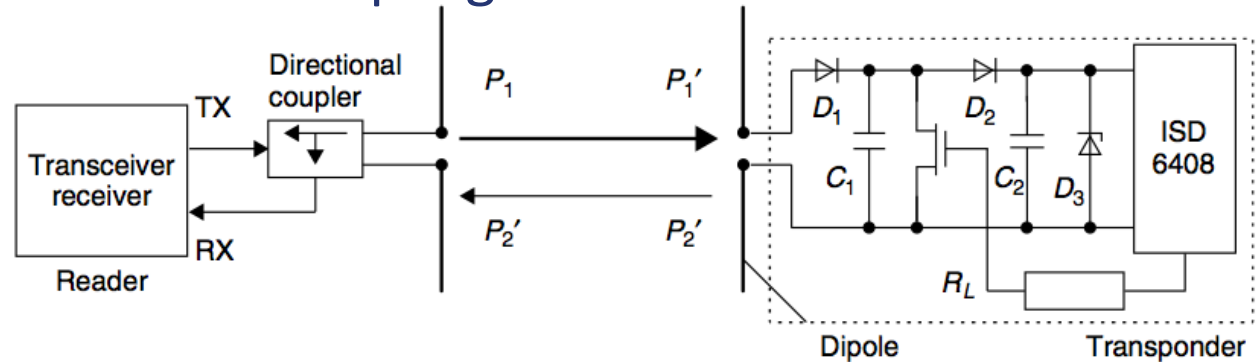 Directional
coupler
TX
Transceiver
receiver
RX
Reader
P₁
P₁′
P₂′
P₂′
D₁
C₁
D₂
C₂
D₃
ISD
6408
R_L
Dipole
Transponder